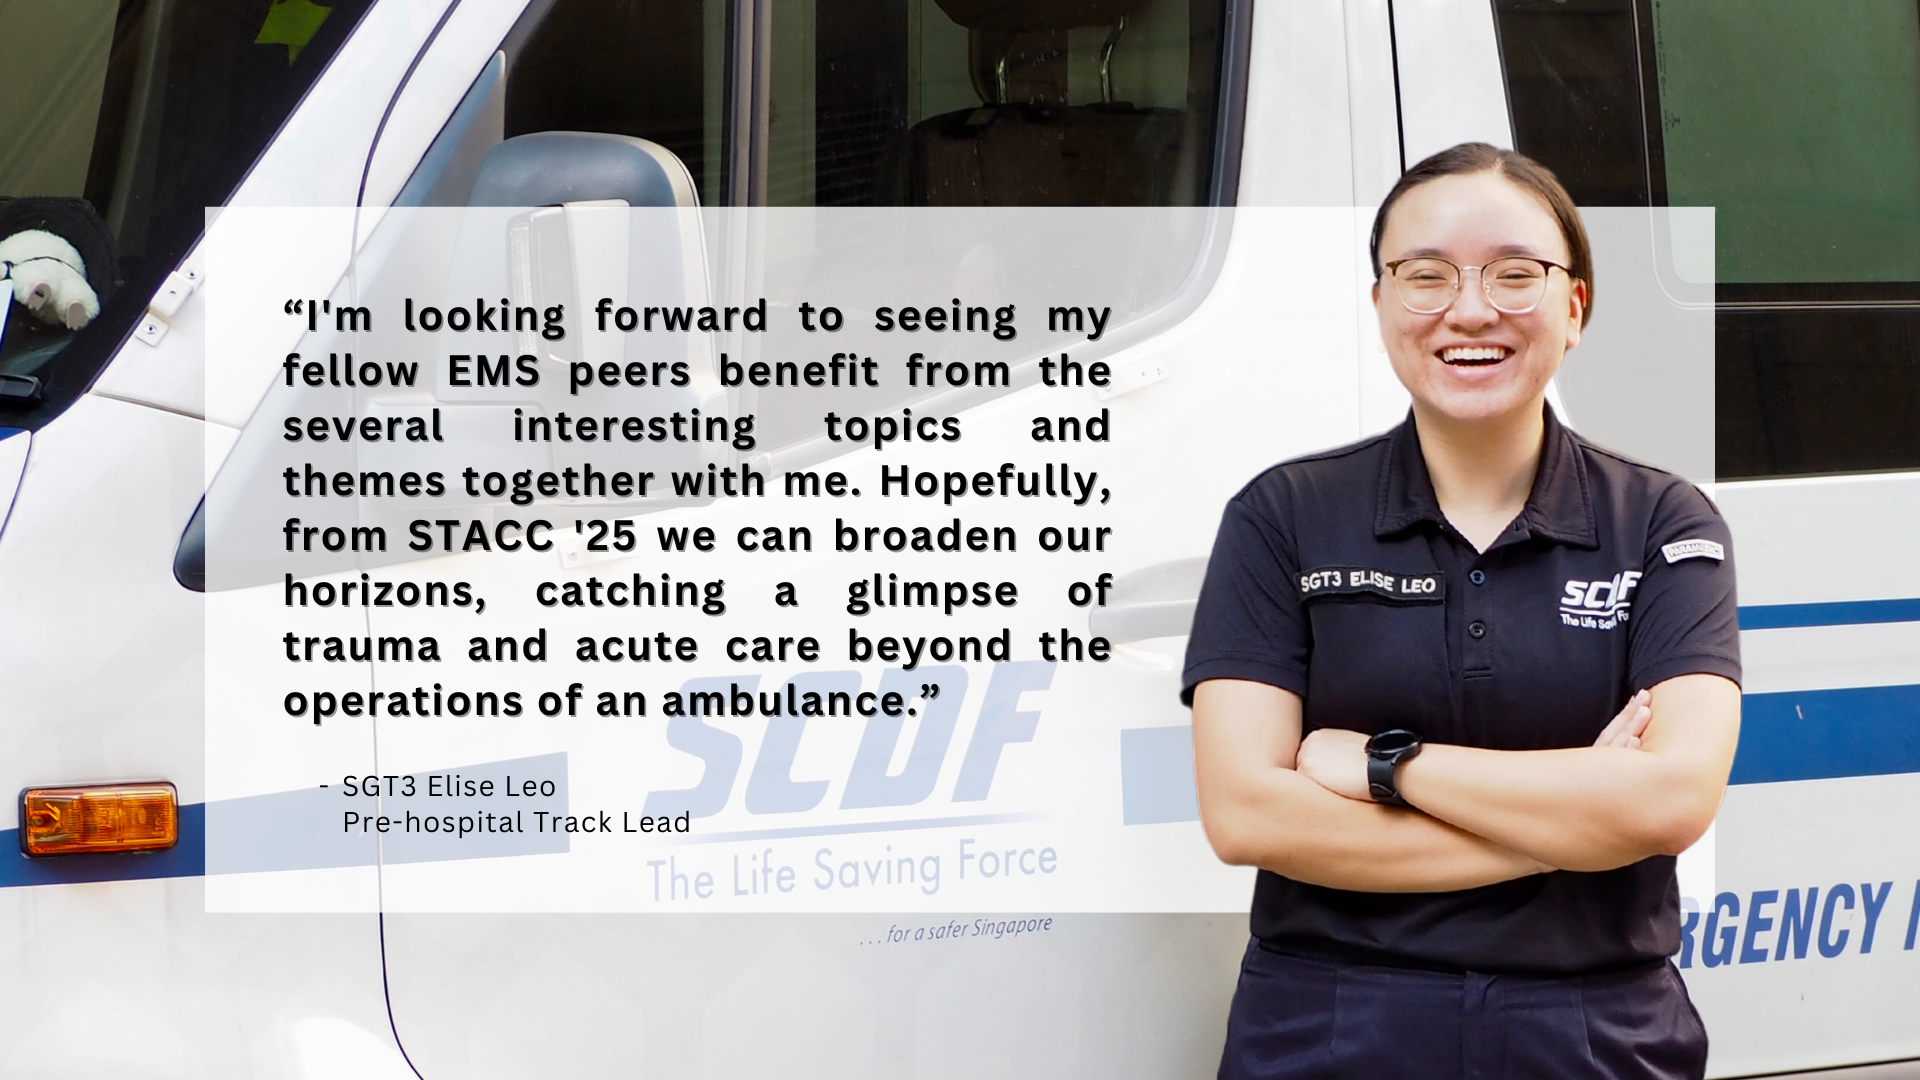 “I'm looking forward to seeing my
fellow EMS peers benefit from the
several interesting topics and
themes together with me. Hopefully,
from STACC '25 we can broaden our
horizons, catching a glimpse of
trauma and acute care beyond the
operations of an ambulance.”
- SGT3 Elise Leo
Pre-hospital Track Lead
SCDF
The Life Saving Force
...for a safer Singapore
SGT3 ELISE LEO
SCDF
The Life Saving Fo
PARAMEDIC
RGENCY